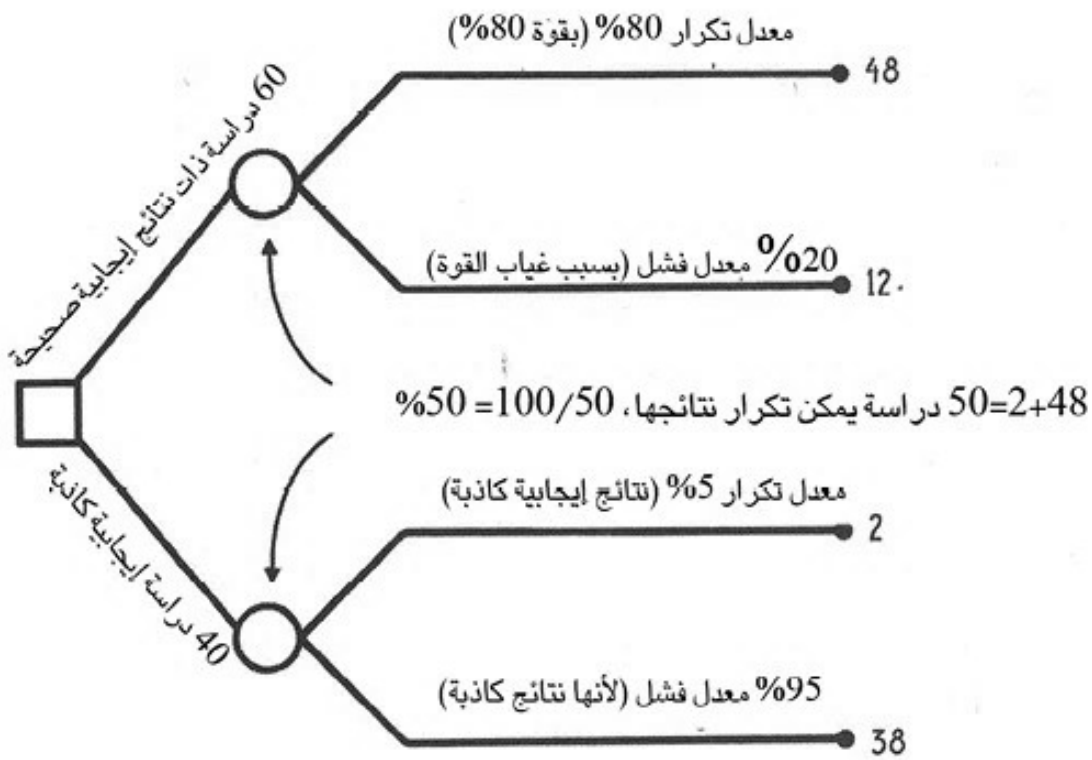 معدل تكرار 80% (بقوة 80%)
48
60 دراسة ذات نتائج إيجابية صحيحة
20% معدل فشل (بسبب غياب القوة)
12
48+2=50 دراسة يمكن تكرار نتائجها، 50/100 =50%
معدل تكرار 5% (نتائج إيجابية كاذبة)
2
40 دراسة إيجابية كاذبة
95% معدل فشل (لأنها نتائج كاذبة)
38